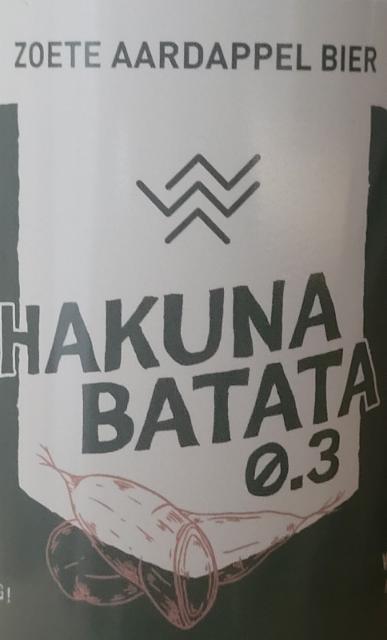 ZOETE AARDAPPEL BIER
HAKUNA
BATATA
0.3